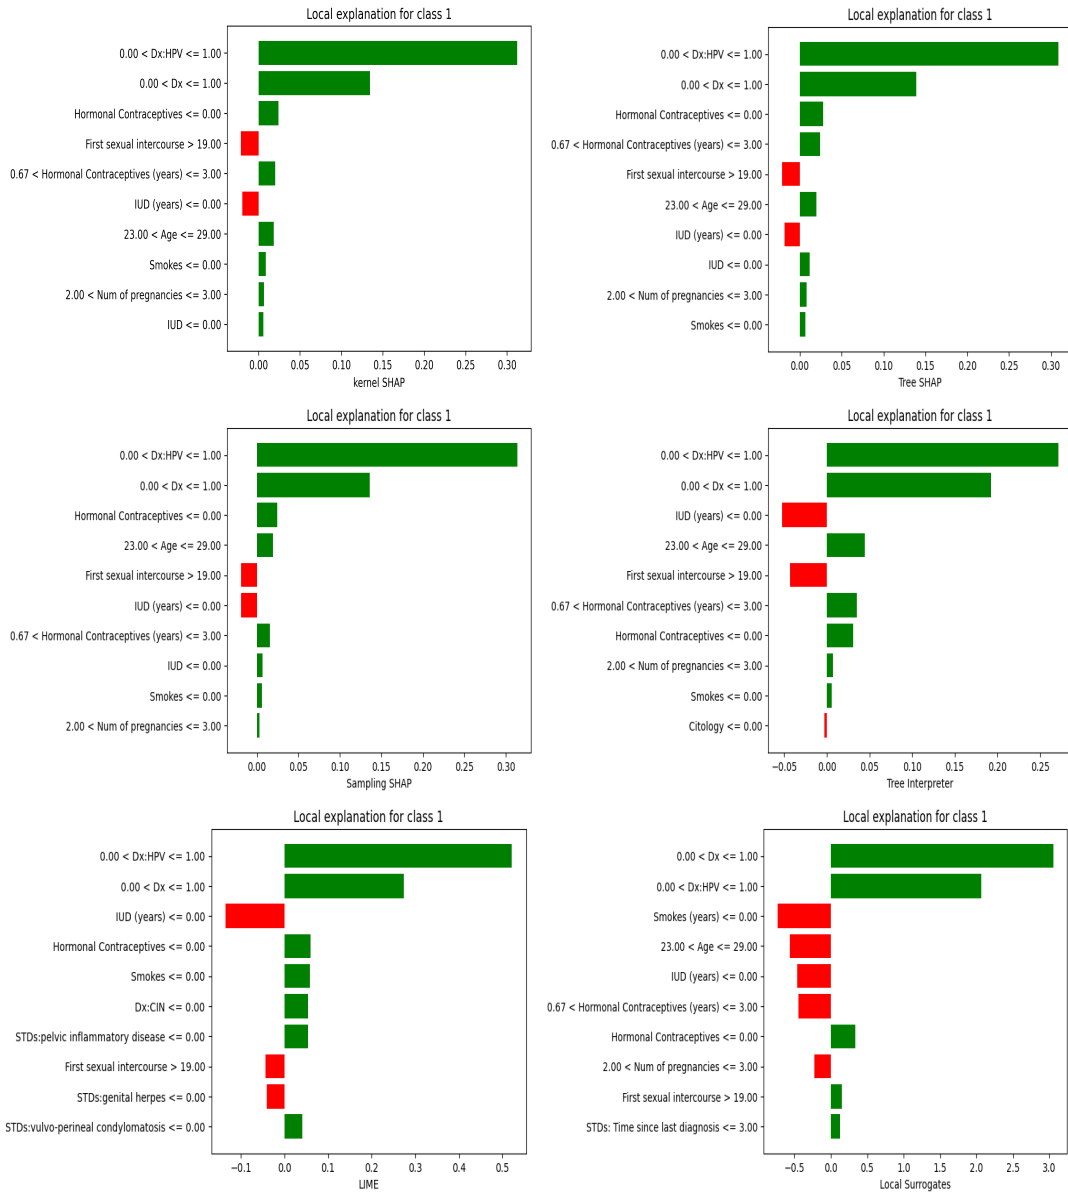 Local explanation for class 1
0.00 < Dx:HPV <= 1.00
0.00 < Dx <= 1.00
Hormonal Contraceptives <= 0.00
First sexual intercourse > 19.00
0.67 < Hormonal Contraceptives (years) <= 3.00
IUD (years) <= 0.00
23.00 < Age <= 29.00
Smokes <= 0.00
2.00 < Num of pregnancies <= 3.00
IUD <= 0.00
0.00 0.05 0.10 0.15 0.20 0.25 0.30
kernel SHAP
Local explanation for class 1
0.00 < Dx:HPV <= 1.00
0.00 < Dx <= 1.00
Hormonal Contraceptives <= 0.00
0.67 < Hormonal Contraceptives (years) <= 3.00
First sexual intercourse > 19.00
23.00 < Age <= 29.00
IUD (years) <= 0.00
IUD <= 0.00
2.00 < Num of pregnancies <= 3.00
Smokes <= 0.00
0.00 0.05 0.10 0.15 0.20 0.25 0.30
Tree SHAP
Local explanation for class 1
0.00 < Dx:HPV <= 1.00
0.00 < Dx <= 1.00
Hormonal Contraceptives <= 0.00
23.00 < Age <= 29.00
First sexual intercourse > 19.00
IUD (years) <= 0.00
0.67 < Hormonal Contraceptives (years) <= 3.00
IUD <= 0.00
Smokes <= 0.00
2.00 < Num of pregnancies <= 3.00
0.00 0.05 0.10 0.15 0.20 0.25 0.30
Sampling SHAP
Local explanation for class 1
0.00 < Dx:HPV <= 1.00
0.00 < Dx <= 1.00
IUD (years) <= 0.00
23.00 < Age <= 29.00
First sexual intercourse > 19.00
0.67 < Hormonal Contraceptives (years) <= 3.00
Hormonal Contraceptives <= 0.00
2.00 < Num of pregnancies <= 3.00
Smokes <= 0.00
Citology <= 0.00
−0.05 0.00 0.05 0.10 0.15 0.20 0.25
Tree Interpreter
Local explanation for class 1
0.00 < Dx:HPV <= 1.00
0.00 < Dx <= 1.00
IUD (years) <= 0.00
Hormonal Contraceptives <= 0.00
Smokes <= 0.00
Dx:CIN <= 0.00
STDs:pelvic inflammatory disease <= 0.00
First sexual intercourse > 19.00
STDs:genital herpes <= 0.00
STDs:vulvo-perineal condylomatosis <= 0.00
−0.1 0.0 0.1 0.2 0.3 0.4 0.5
LIME
Local explanation for class 1
0.00 < Dx <= 1.00
0.00 < Dx:HPV <= 1.00
Smokes (years) <= 0.00
23.00 < Age <= 29.00
IUD (years) <= 0.00
0.67 < Hormonal Contraceptives (years) <= 3.00
Hormonal Contraceptives <= 0.00
2.00 < Num of pregnancies <= 3.00
First sexual intercourse > 19.00
STDs: Time since last diagnosis <= 3.00
−0.5 0.0 0.5 1.0 1.5 2.0 2.5 3.0
Local Surrogates